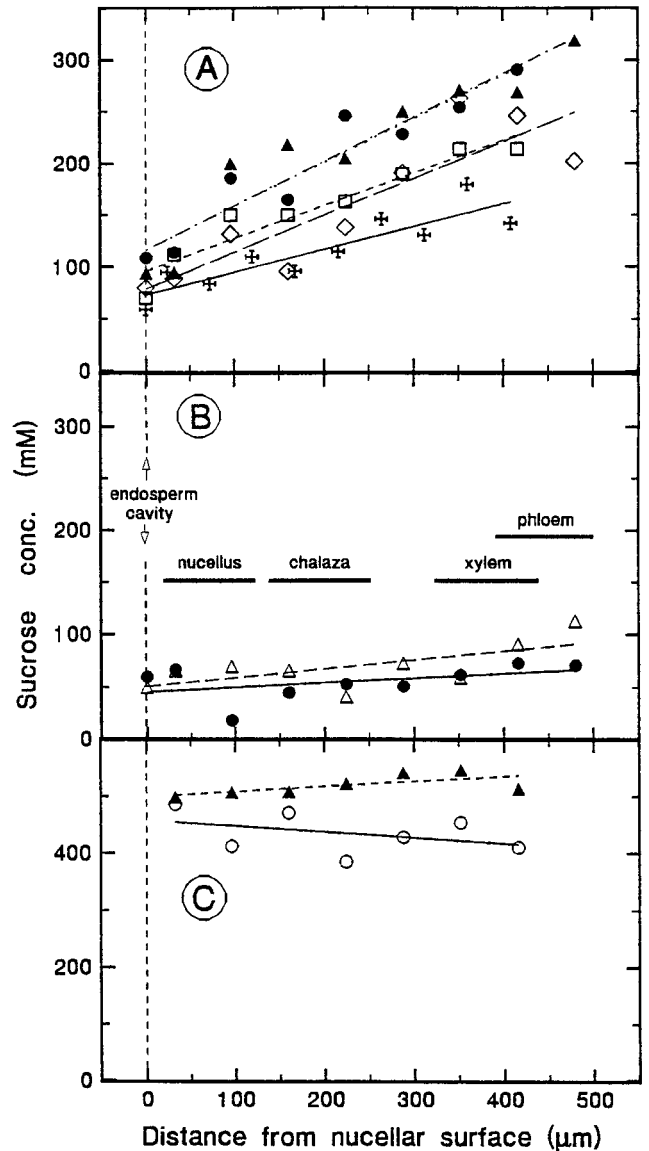 A
300
200
100
0
B
300
endosperm
cavity
phloem
200
nucellus
chalaza
xylem
100
0
Sucrose conc. (mM)
400
C
200
0
0
100
200
300
400
500
Distance from nucellar surface (μm)